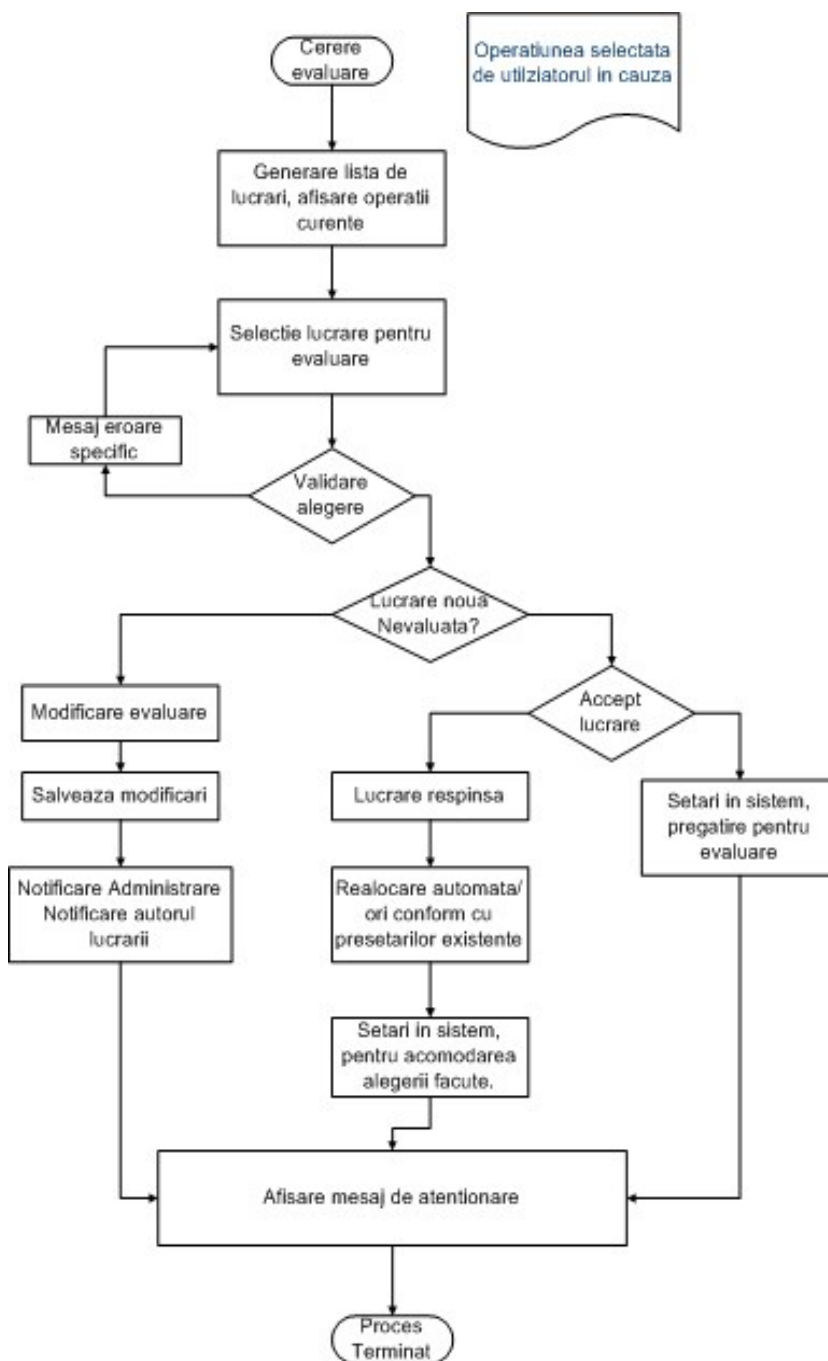 Cerere
evaluare
Operatiunea selectata
de utilziatorul in cauza
Generare lista de
lucrari, afisare operatii
curente
Selectie lucrare pentru
evaluare
Mesaj eroare
specific
Validare
alegere
Lucrare noua
Nevaluata?
Modificare evaluare
Accept
lucrare
Salveaza modificari
Lucrare respinsa
Setari in sistem,
pregatire pentru
evaluare
Notificare Administrare
Notificare autorul
lucrarii
Realocare automata/
ori conform cu
presetarilor existente
Setari in sistem,
pentru acomodarea
alegerii facute.
Afisare mesaj de atentionare
Proces
Terminat